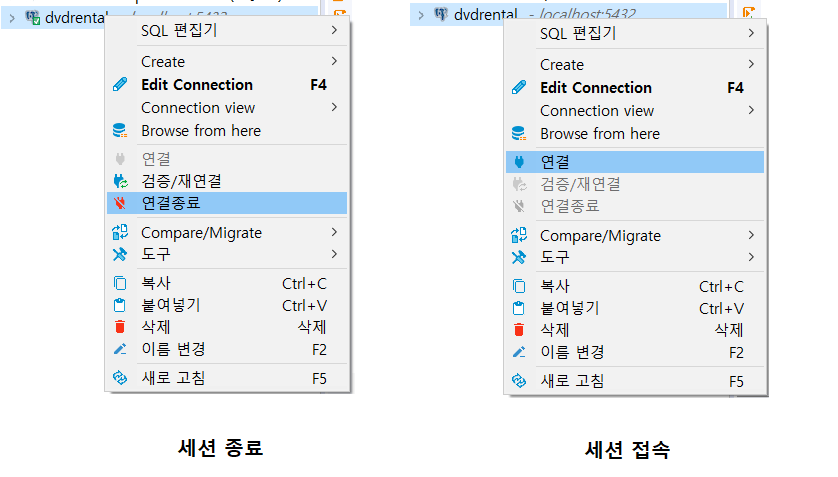 dvdrental - localhost:5432
SQL 편집기
Create
Edit Connection F4
Connection view
Browse from here
연결
검증/재연결
연결종료
Compare/Migrate
도구
복사 Ctrl+C
붙여넣기 Ctrl+V
삭제 삭제
이름 변경 F2
새로 고침 F5
세션 종료
dvdrental - localhost:5432
SQL 편집기
Create
Edit Connection F4
Connection view
Browse from here
연결
검증/재연결
연결종료
Compare/Migrate
도구
복사 Ctrl+C
붙여넣기 Ctrl+V
삭제 삭제
이름 변경 F2
새로 고침 F5
세션 접속